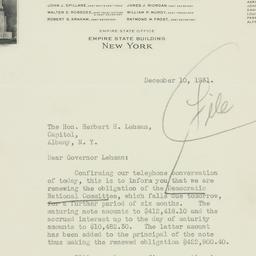 JOHN J. SPILLANE, JAMES J. RIORDAN
WALTER D.
ROBERT S. RAYMOND M. FROST,
EMPIRE STATE OFFICE
EMPIRE STATE BUILDING
NEW YORK
December 10, 1931.
File
The Hon. Herbert H. Lehman,
Capitol,
Albany, N. Y.
Dear Governor Lehman:
Confirming our telephone conversation
of today, this is to inform you that we are
renewing the obligation of the Democratic
National Committee, which falls due tomorrow,
for a further period of six months. The
maturing note amounts to $412,418.10 and the
accrued interest up to the day of maturity
amounts to $10,482.30. The latter amount
has been added to the principal of the note
thus making the renewed obligation $422,900.40.